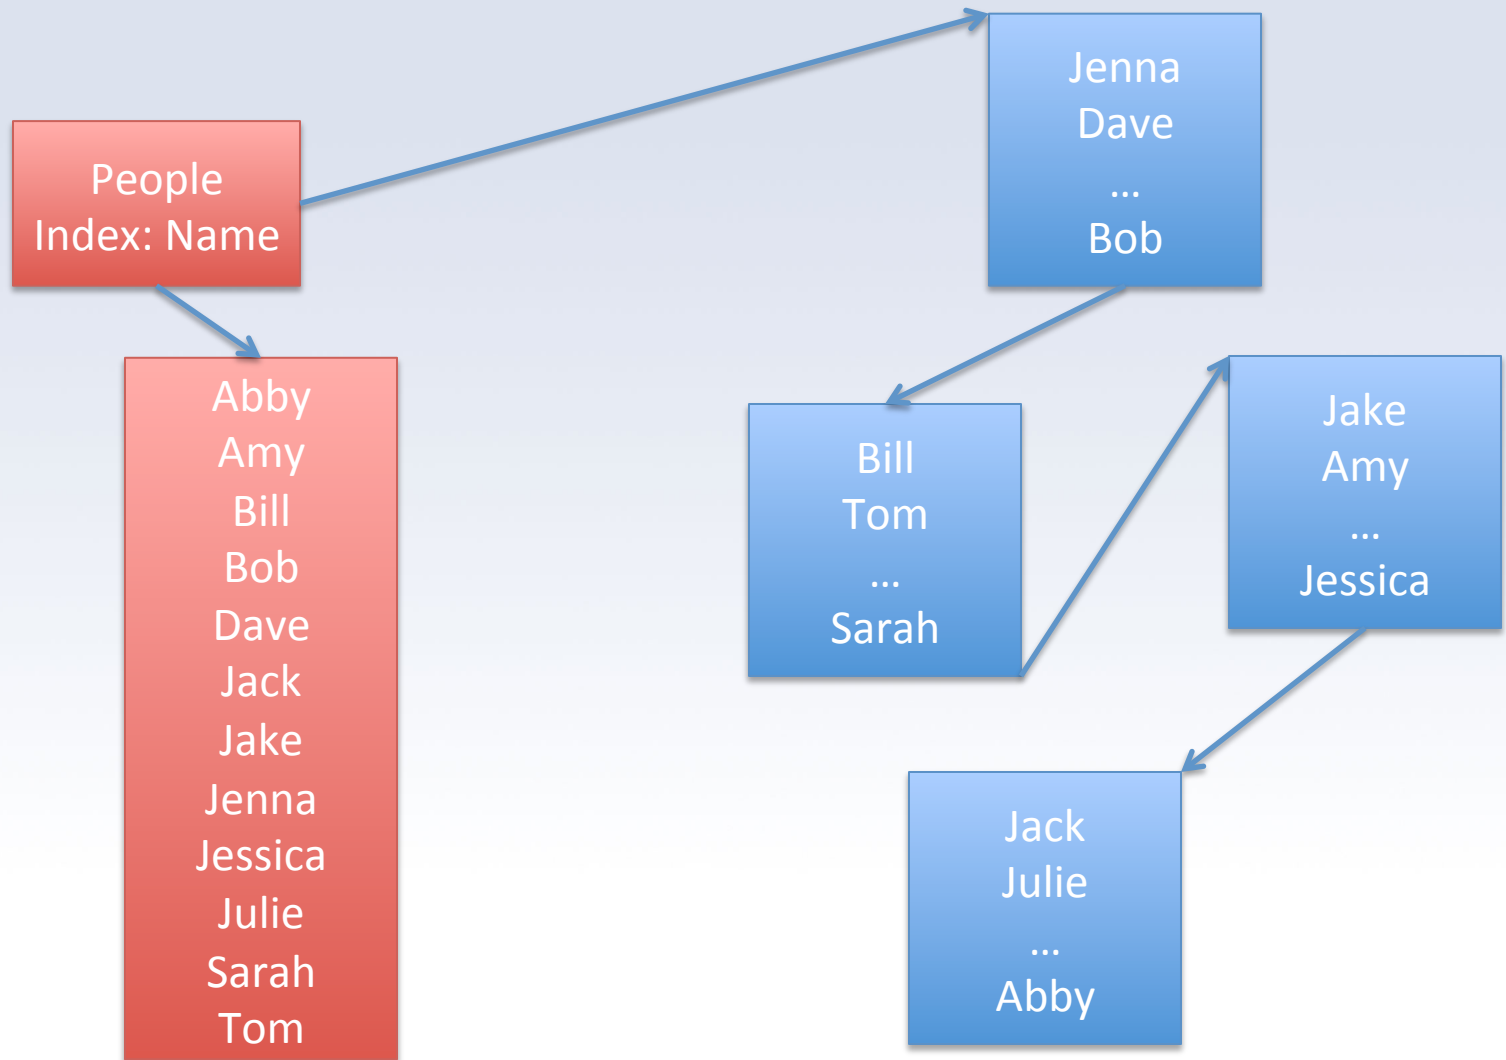 People
Index: Name
Abby
Amy
Bill
Bob
Dave
Jack
Jake
Jenna
Jessica
Julie
Sarah
Tom
Jenna
Dave
...
Bob
Bill
Tom
...
Sarah
Jake
Amy
...
Jessica
Jack
Julie
...
Abby